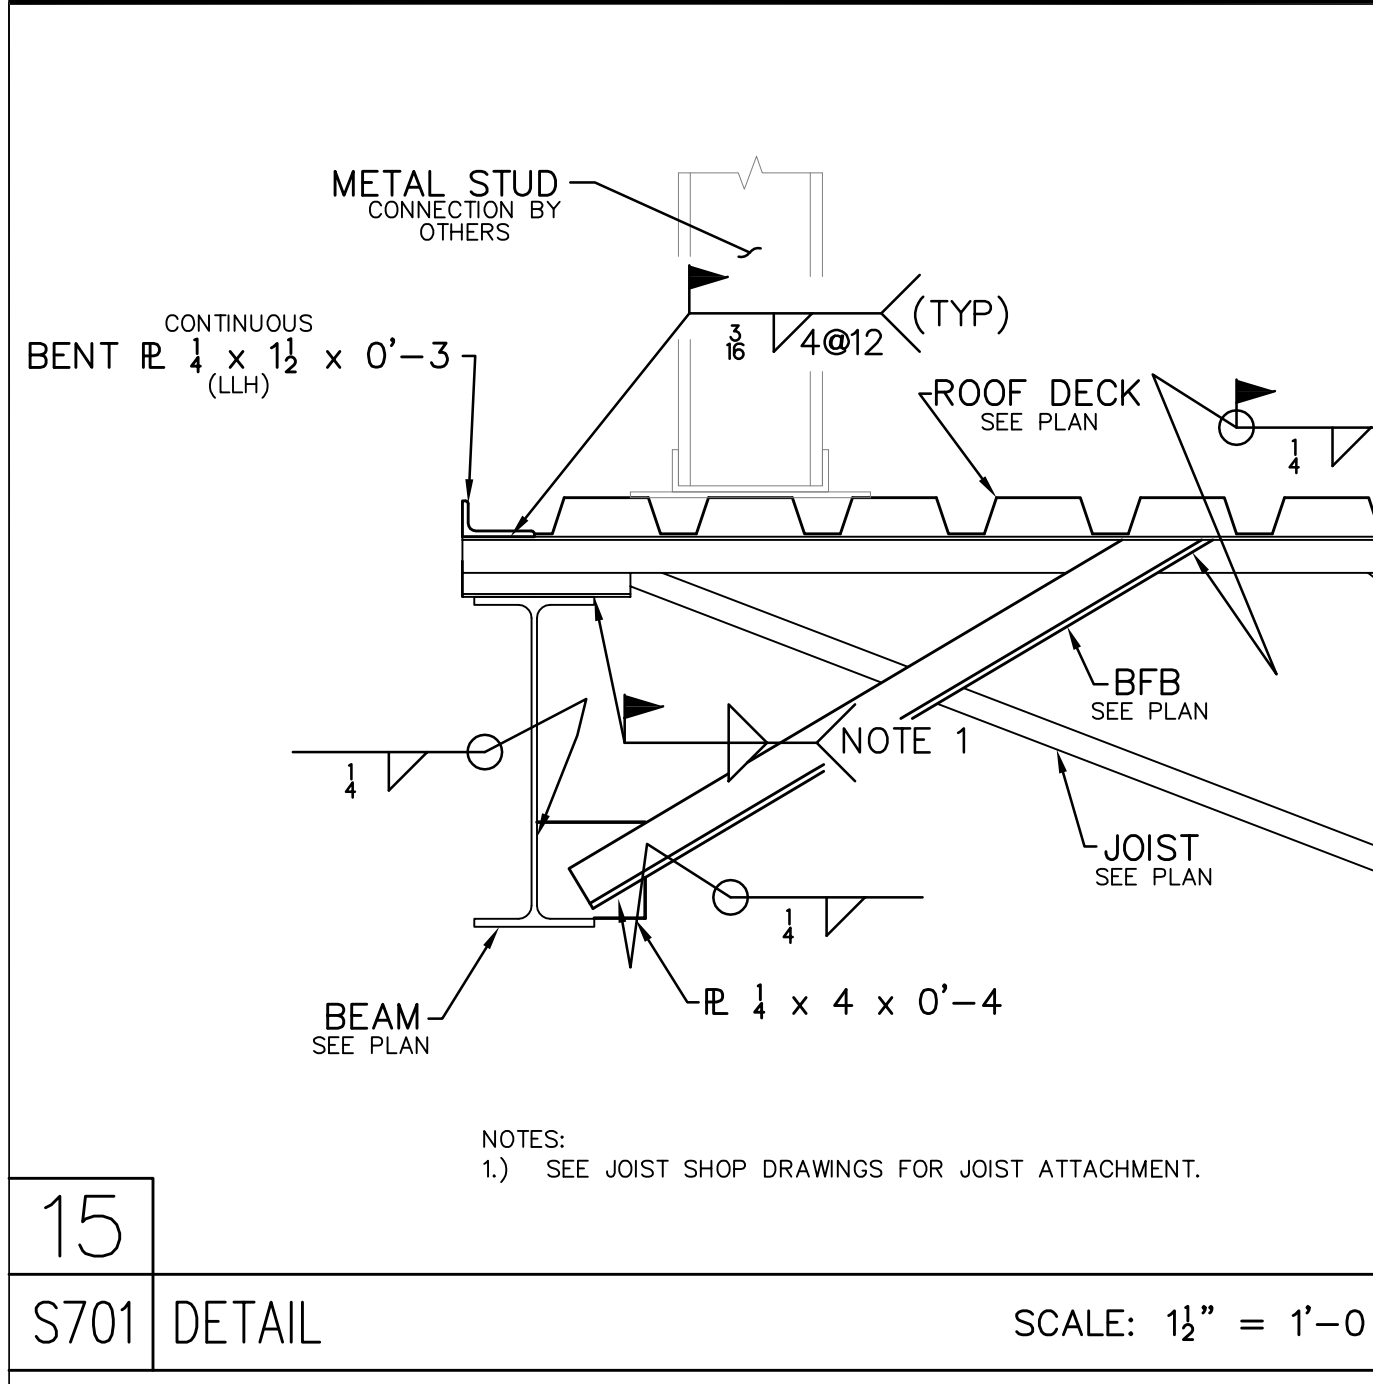 METAL STUD
CONNECTION BY
OTHERS
CONTINUOUS
BENT ℄ 1/4 x 1 1/2 x 0'-3
(LLH)
3/16 4@12 (TYP)
ROOF DECK
SEE PLAN
1/4
BFB
SEE PLAN
NOTE 1
1/4
JOIST
SEE PLAN
1/4
PL 1/4 x 4 x 0'-4
BEAM
SEE PLAN
NOTES:
1.) SEE JOIST SHOP DRAWINGS FOR JOIST ATTACHMENT.
15
S701 DETAIL SCALE: 1 1/2" = 1'-0